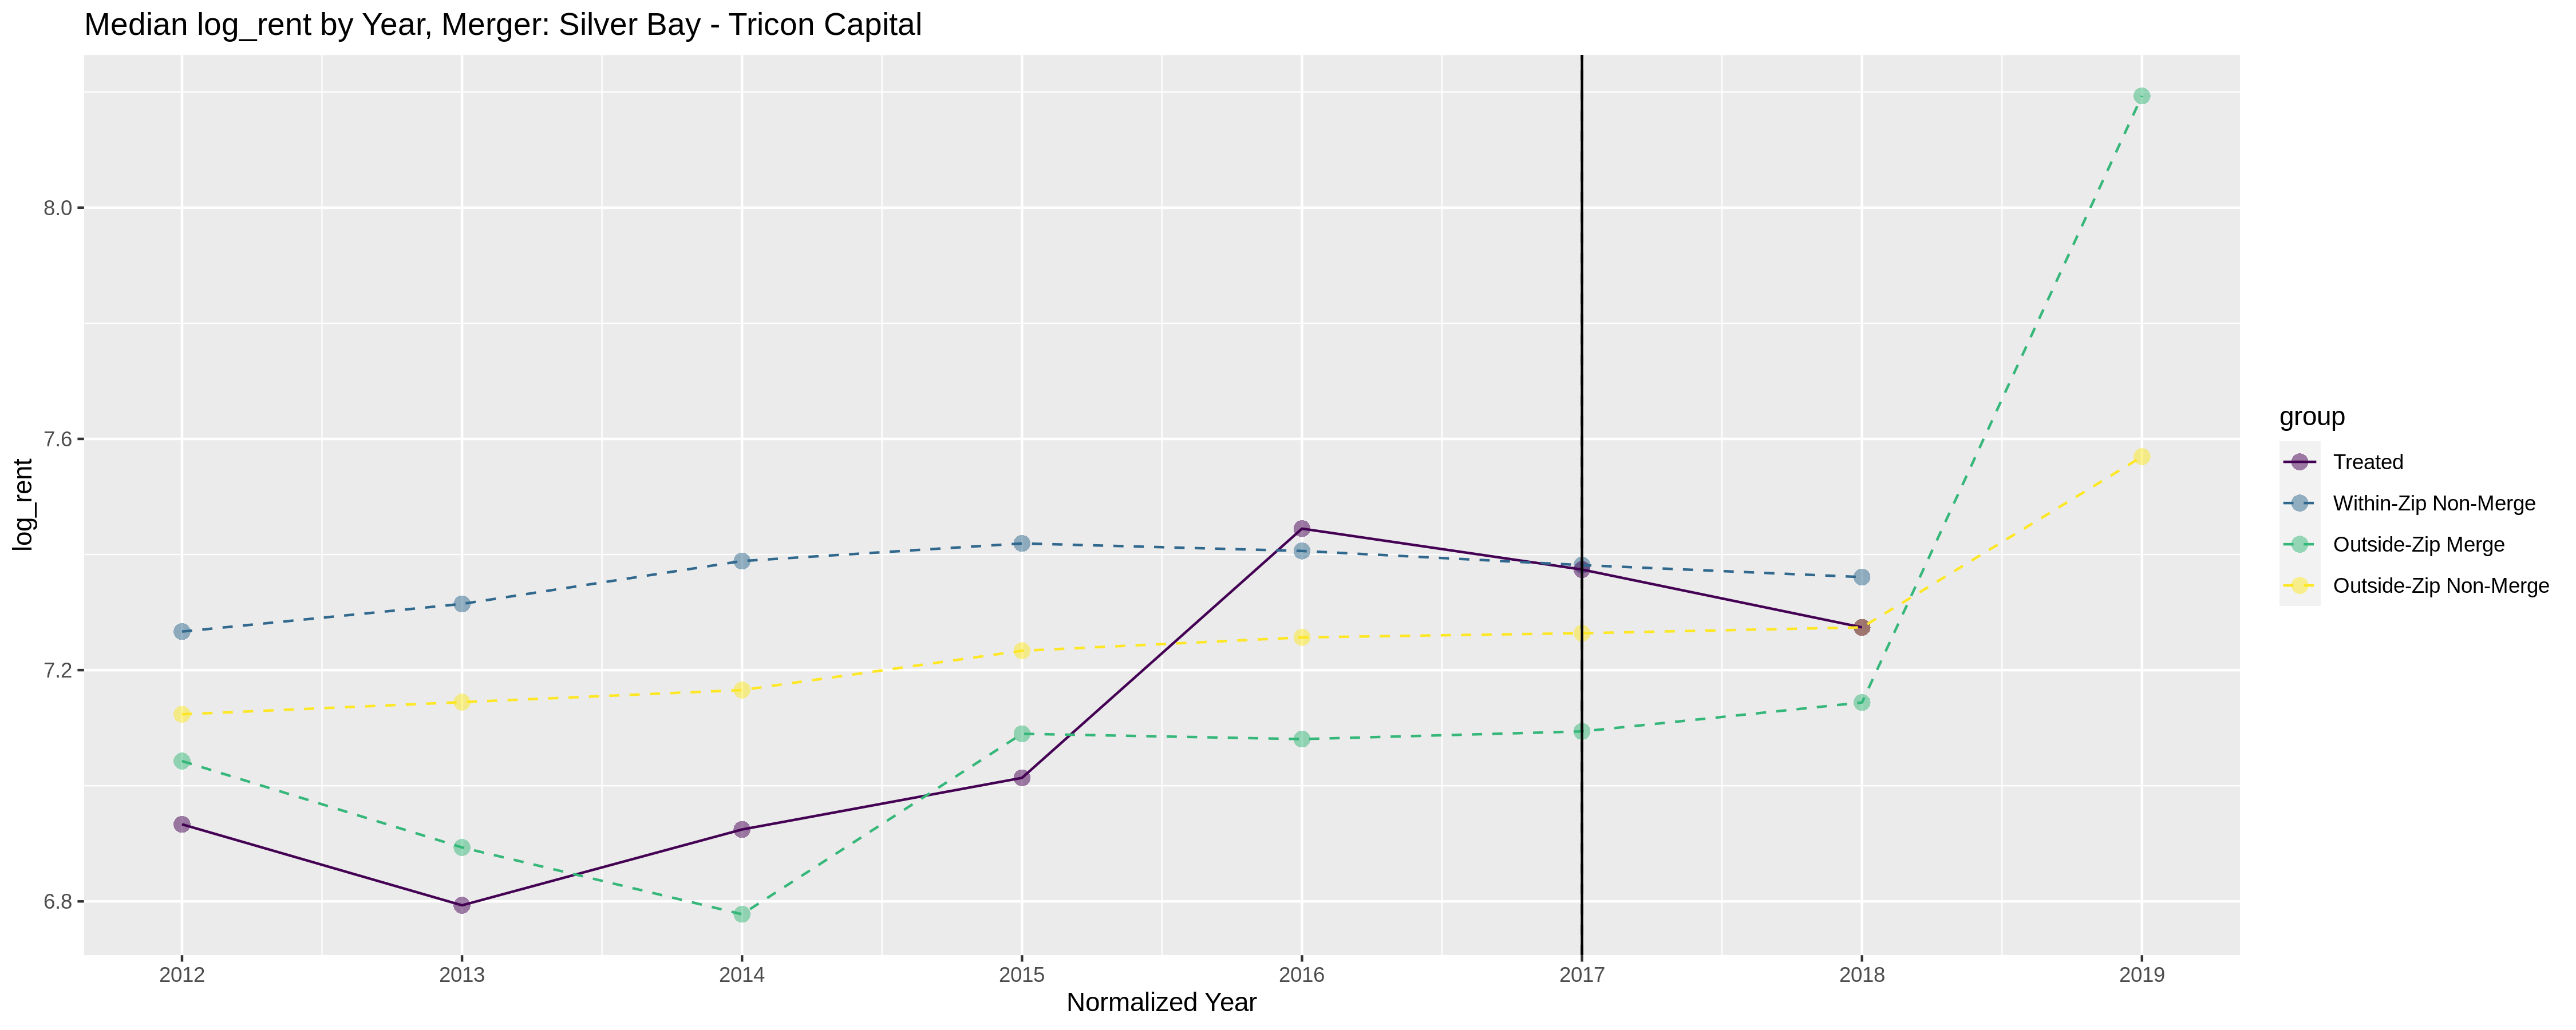 Median log_rent by Year, Merger: Silver Bay - Tricon Capital
log_rent
8.0
7.6
7.2
6.8
2012 2013 2014 2015 2016 2017 2018 2019
Normalized Year
group
Treated
Within-Zip Non-Merge
Outside-Zip Merge
Outside-Zip Non-Merge